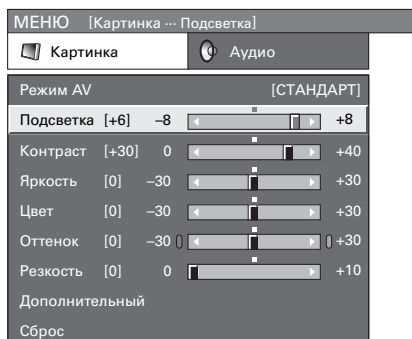 МЕНЮ [Картинка ··· Подсветка]
Картинка Аудио
Режим AV [СТАНДАРТ]
Подсветка [+6] –8 +8
Контраст [+30] 0 +40
Яркость [0] –30 +30
Цвет [0] –30 +30
Оттенок [0] –30 +30
Резкость [0] 0 +10
Дополнительный
Сброс